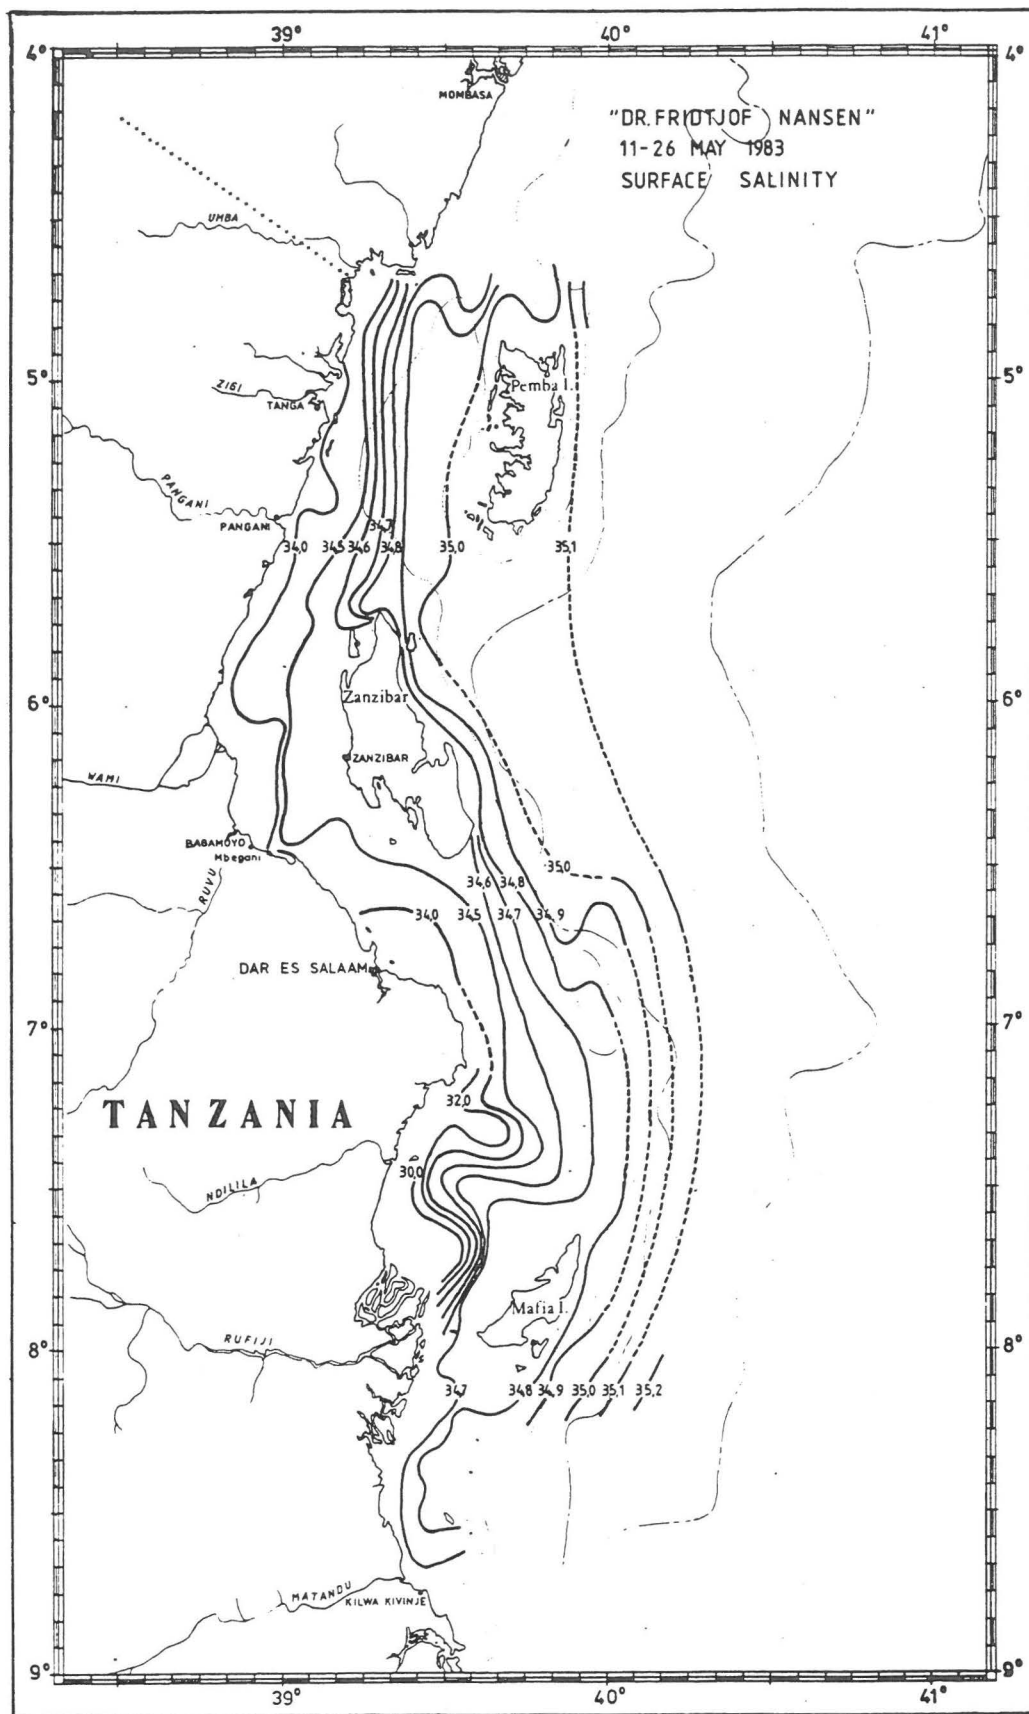 39° 40° 41°
4° 4°
MOMBASA
"DR. FRIDTJOF NANSEN"
11-26 MAY 1983
SURFACE SALINITY
UMBA
5° 5°
Pemba I.
ZIGI
TANGA
PANGANI
PANGANI
34,7
34,0 34,5 34,6 34,8 35,0 35,1
6° 6°
Zanzibar
ZANZIBAR
WAMI
BABAMOYO
Mbegani
35,0
RUVU
34,6 34,8
34,0 34,5 34,7 34,9
DAR ES SALAAM
7° 7°
32,0
TANZANIA
30,0
NDILILA
Mafia I.
RUFIJI
8° 8°
34,7 34,8 34,9 35,0 35,1 35,2
MATANDU
KILWA KIVINJE
9° 9°
39° 40° 41°